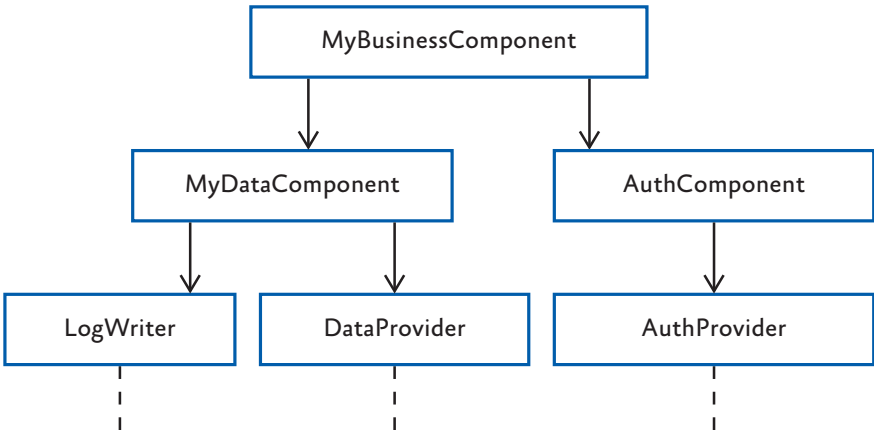 MyBusinessComponent
MyDataComponent
AuthComponent
LogWriter
DataProvider
AuthProvider